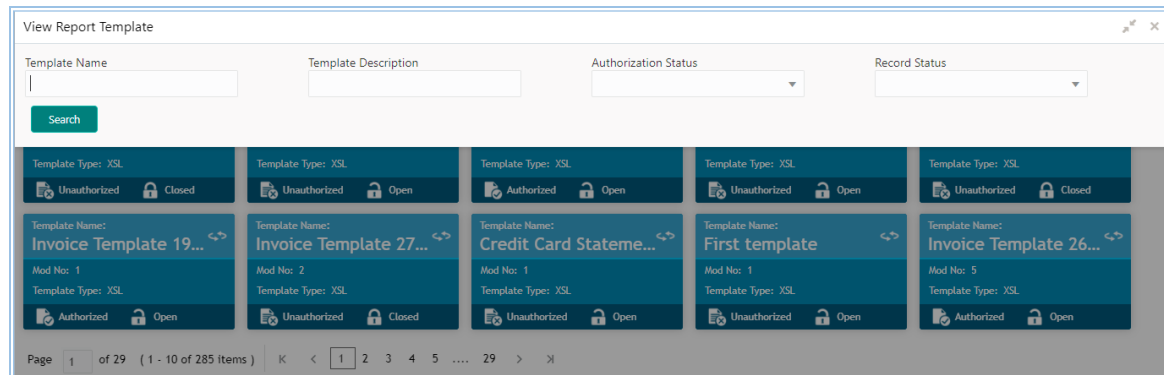 View Report Template
Template Name Template Description Authorization Status Record Status
Search
Template Type: XSL Template Type: XSL Template Type: XSL Template Type: XSL Template Type: XSL
Unauthorized Closed Unauthorized Open Authorized Open Unauthorized Open Unauthorized Closed
Template Name: Template Name: Template Name: Template Name: Template Name:
Invoice Template 19... Invoice Template 27... Credit Card Stateme... First template Invoice Template 26...
Mod No: 1 Mod No: 2 Mod No: 1 Mod No: 1 Mod No: 5
Template Type: XSL Template Type: XSL Template Type: XSL Template Type: XSL Template Type: XSL
Authorized Open Unauthorized Closed Unauthorized Open Unauthorized Open Authorized Open
Page 1 of 29 ( 1 - 10 of 285 items ) 1 2 3 4 5 .... 29